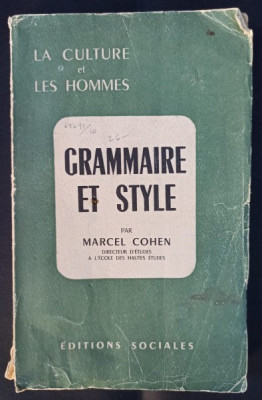 LA CULTURE
et
LES HOMMES
GRAMMAIRE
ET STYLE
PAR
MARCEL COHEN
DIRECTEUR D'ÉTUDES
A L'ÉCOLE DES HAUTES ÉTUDES
ÉDITIONS SOCIALES